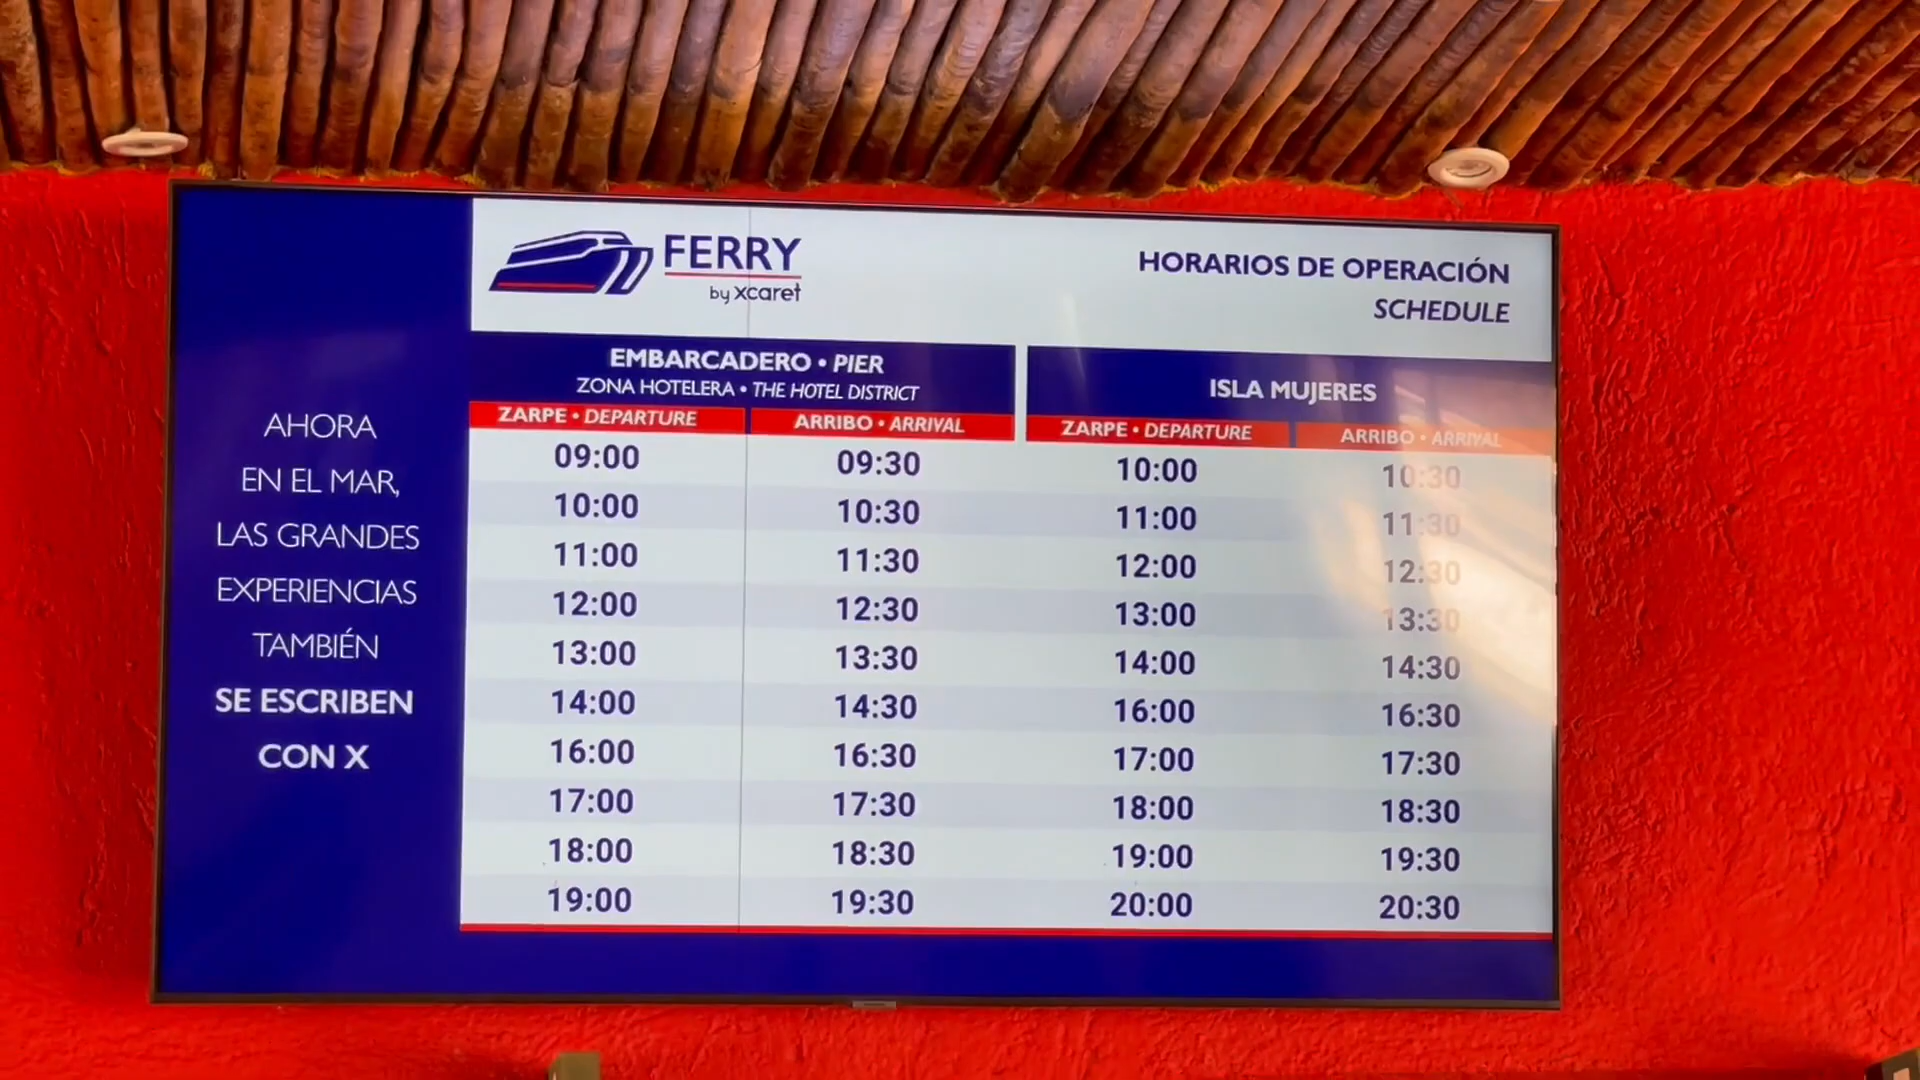 FERRY
by xcaret
HORARIOS DE OPERACIÓN
SCHEDULE
AHORA
EN EL MAR,
LAS GRANDES
EXPERIENCIAS
TAMBIÉN
SE ESCRIBEN
CON X
EMBARCADERO • PIER
ZONA HOTELERA • THE HOTEL DISTRICT
ISLA MUJERES
ZARPE • DEPARTURE ARRIBO • ARRIVAL ZARPE • DEPARTURE ARRIBO • ARRIVAL
09:00 09:30 10:00 10:30
10:00 10:30 11:00 11:30
11:00 11:30 12:00 12:30
12:00 12:30 13:00 13:30
13:00 13:30 14:00 14:30
14:00 14:30 16:00 16:30
16:00 16:30 17:00 17:30
17:00 17:30 18:00 18:30
18:00 18:30 19:00 19:30
19:00 19:30 20:00 20:30